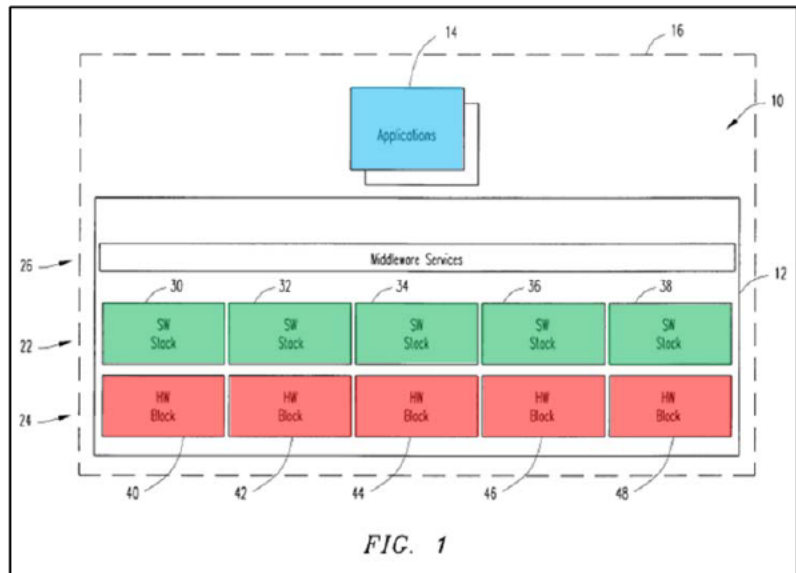 14
16
10
Applications
26
Middleware Services
12
30 32 34 36 38
22
SW SW SW SW SW
Stack Stack Stack Stack Stack
24
HW HW HW HW HW
Block Block Block Block Block
40 42 44 46 48
FIG. 1